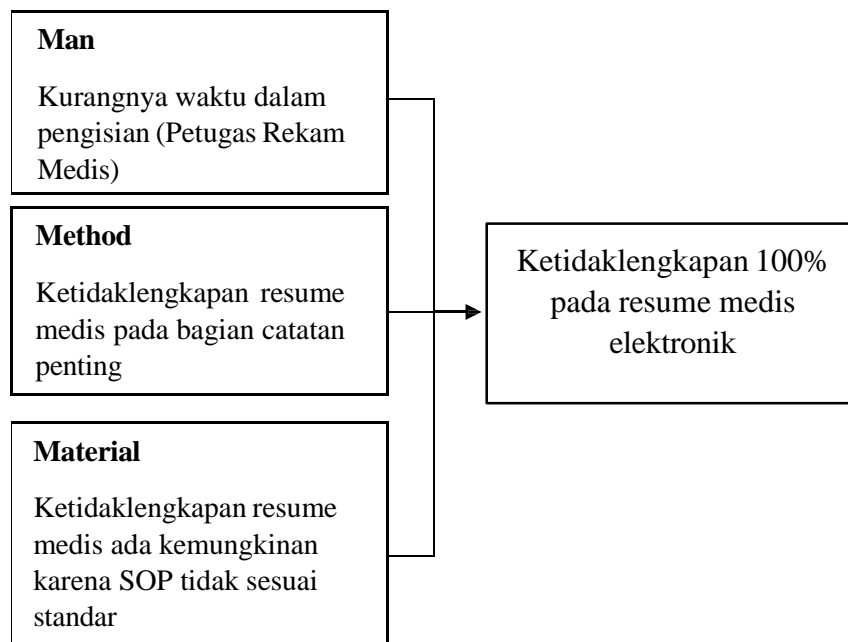 Man
Kurangnya waktu dalam
pengisian (Petugas Rekam
Medis)
Method
Ketidaklengkapan resume
medis pada bagian catatan
penting
Material
Ketidaklengkapan resume
medis ada kemungkinan
karena SOP tidak sesuai
standar
Ketidaklengkapan 100%
pada resume medis
elektronik